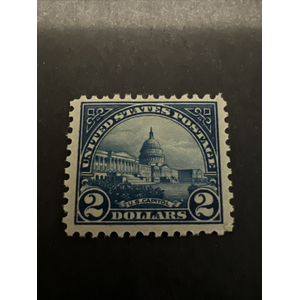 UNITED STATES POSTAGE
U.S. CAPITOL
2 DOLLARS 2